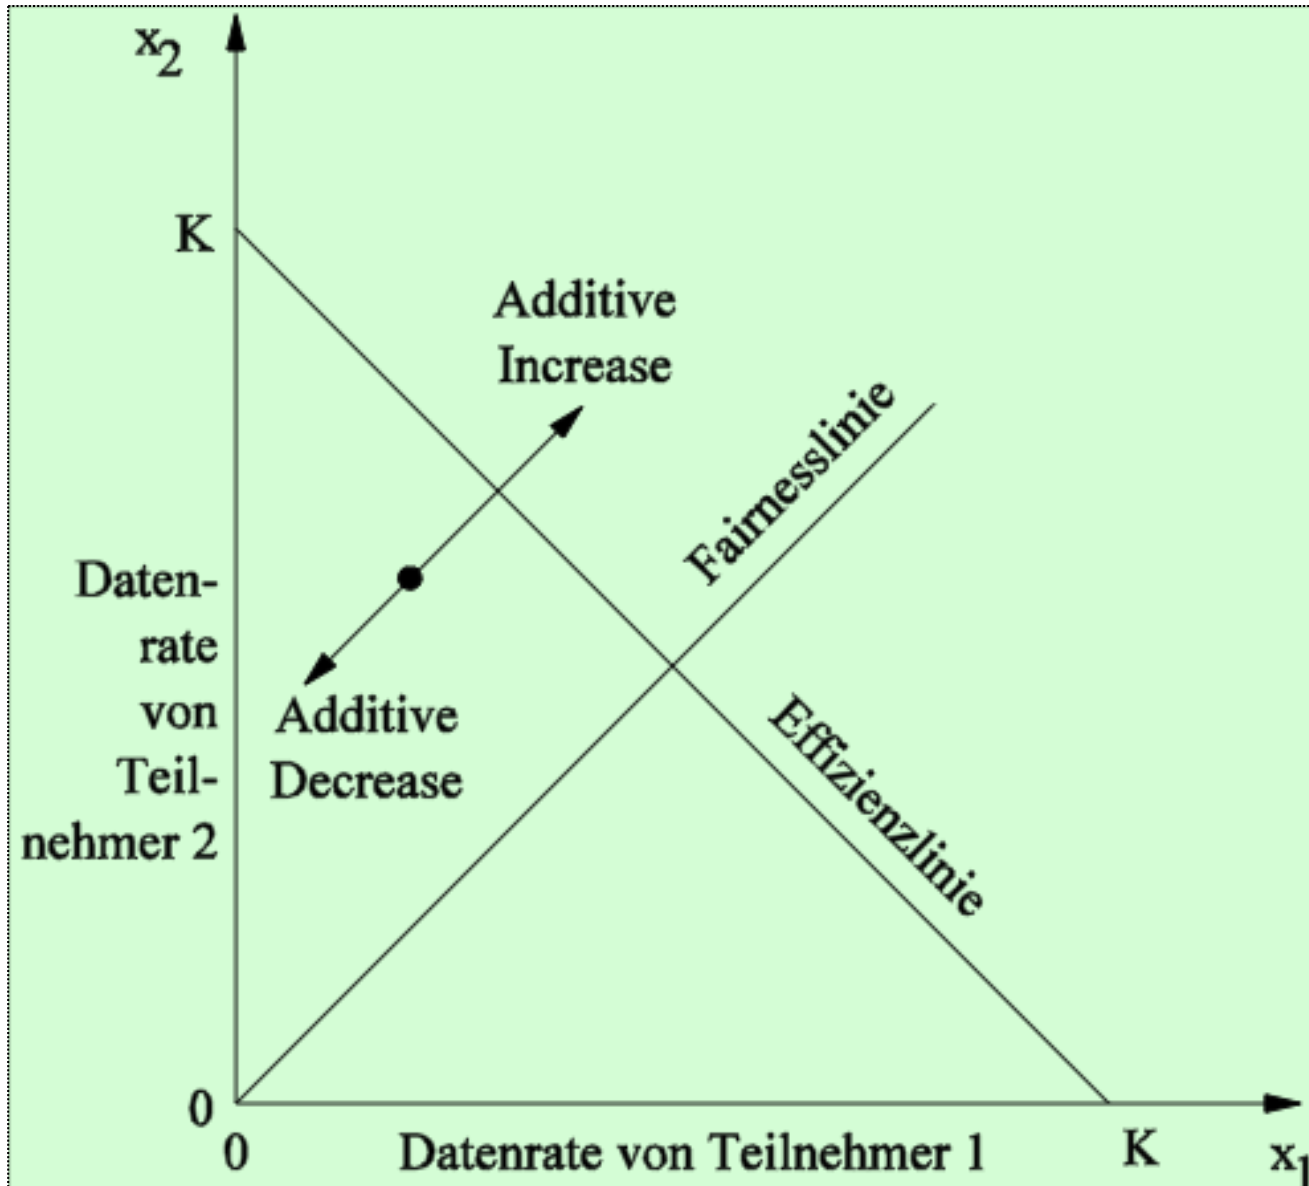 x2
K
Additive
Increase
Fairnesslinie
Daten-
rate
von
Teil-
nehmer 2
Additive
Decrease
Effizienzlinie
0
0
Datenrate von Teilnehmer 1
K
x1